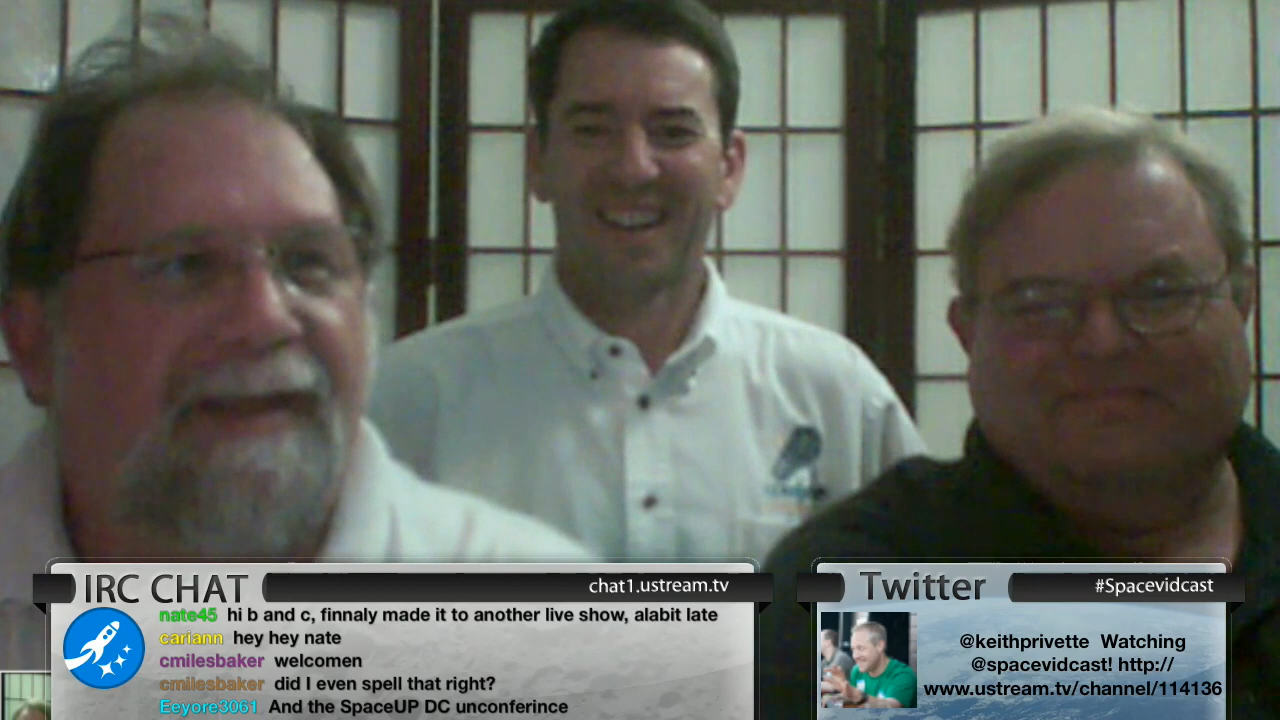 IRC CHAT
chat1.ustream.tv
nate45 hi b and c, finnaly made it to another live show, alabit late
cariann hey hey nate
cmilesbaker welcomen
cmilesbaker did I even spell that right?
Eeyore3061 And the SpaceUP DC unconferince
Twitter
#Spacevidcast
@keithprivette Watching
@spacevidcast! http://
www.ustream.tv/channel/114136